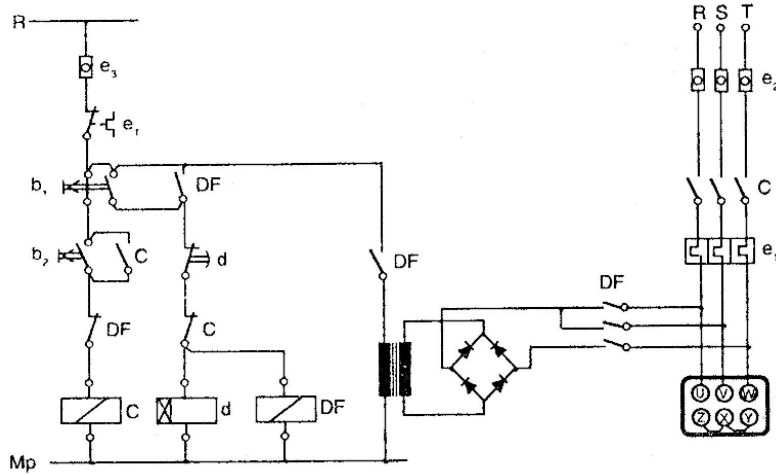 R
R S T
e₃
e₂
e₁
b₁ DF
C
b₂ C d DF
e₁
DF
DF C
C d DF
U V W
Z X Y
Mp